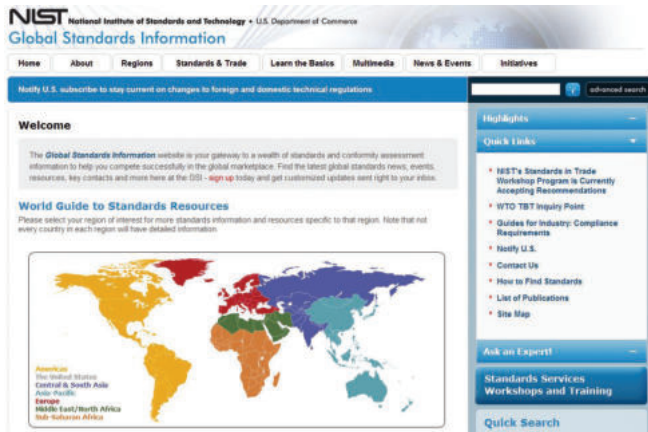 NIST National Institute of Standards and Technology • U.S. Department of Commerce
Global Standards Information
Home About Regions Standards & Trade Learn the Basics Multimedia News & Events Initiatives
Notify U.S. subscribe to stay current on changes to foreign and domestic technical regulations
advanced search
Welcome
The Global Standards Information website is your gateway to a wealth of standards and conformity assessment
information to help you compete successfully in the global marketplace. Find the latest global standards news, events,
resources, key contacts and more here at the GSI - sign up today and get customized updates sent right to your inbox.
World Guide to Standards Resources
Please select your region of interest for more standards information and resources specific to that region. Note that not
every country in each region will have detailed information
Americas
The United States
Central & South Asia
Asia-Pacific
Europe
Middle East/North Africa
Sub-Saharan Africa
Highlights
Quick Links
NIST's Standards in Trade
Workshop Program is Currently
Accepting Recommendations
WTO TBT Inquiry Point
Guides for Industry: Compliance
Requirements
Notify U.S.
Contact Us
How to Find Standards
List of Publications
Site Map
Ask an Expert!
Standards Services
Workshops and Training
Quick Search